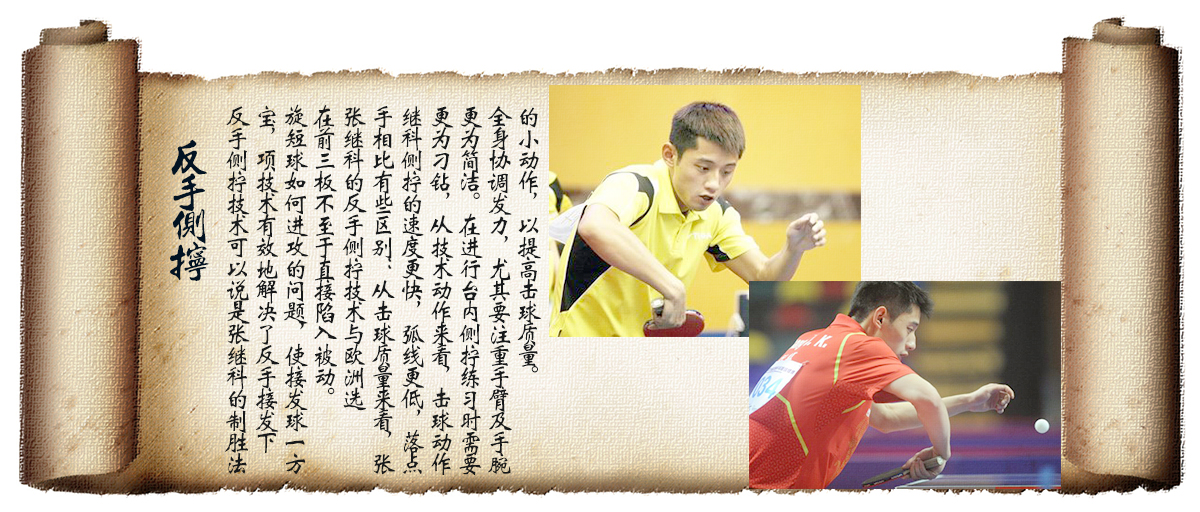 反手側擰
反手侧拧技术可以说是张继科的制胜法
宝，项技术有效地解决了反手接发下
旋短球如何进攻的问题，使接发球一方
在前三板不至于直接陷入被动。
张继科的反手侧拧技术与欧洲选
手相比有些区别、从击球质量来看，张
继科侧拧的速度更快，弧线更低，落点
更为刁钻，从技术动作来看，击球动作
更为简洁。在进行台内侧拧练习时需要
全身协调发力，尤其要注重手臂及手腕
的小动作，以提高击球质量。